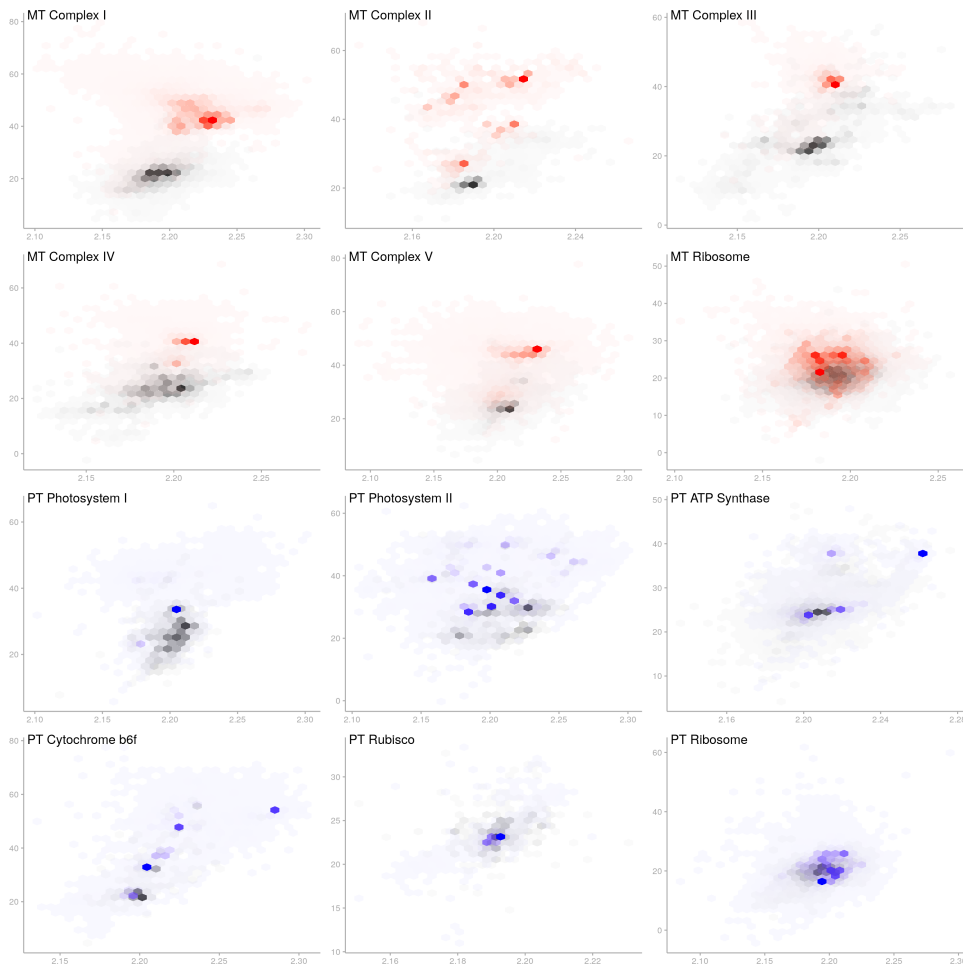 MT Complex I
80
60
40
20
2.10 2.15 2.20 2.25 2.30
MT Complex II
60
40
20
2.16 2.20 2.24
MT Complex III
60
40
20
0
2.15 2.20 2.25
MT Complex IV
60
40
20
0
2.15 2.20 2.25
MT Complex V
80
60
40
20
2.10 2.15 2.20 2.25 2.30
MT Ribosome
50
40
30
20
10
0
2.10 2.15 2.20 2.25
PT Photosystem I
60
40
20
2.10 2.15 2.20 2.25 2.30
PT Photosystem II
60
40
20
0
2.10 2.15 2.20 2.25 2.30
PT ATP Synthase
50
40
30
20
10
2.16 2.20 2.24
PT Cytochrome b6f
80
60
40
20
2.15 2.20 2.25 2.30
PT Rubisco
30
25
20
15
10
2.16 2.18 2.20 2.22
PT Ribosome
60
40
20
0
2.10 2.15 2.20 2.25